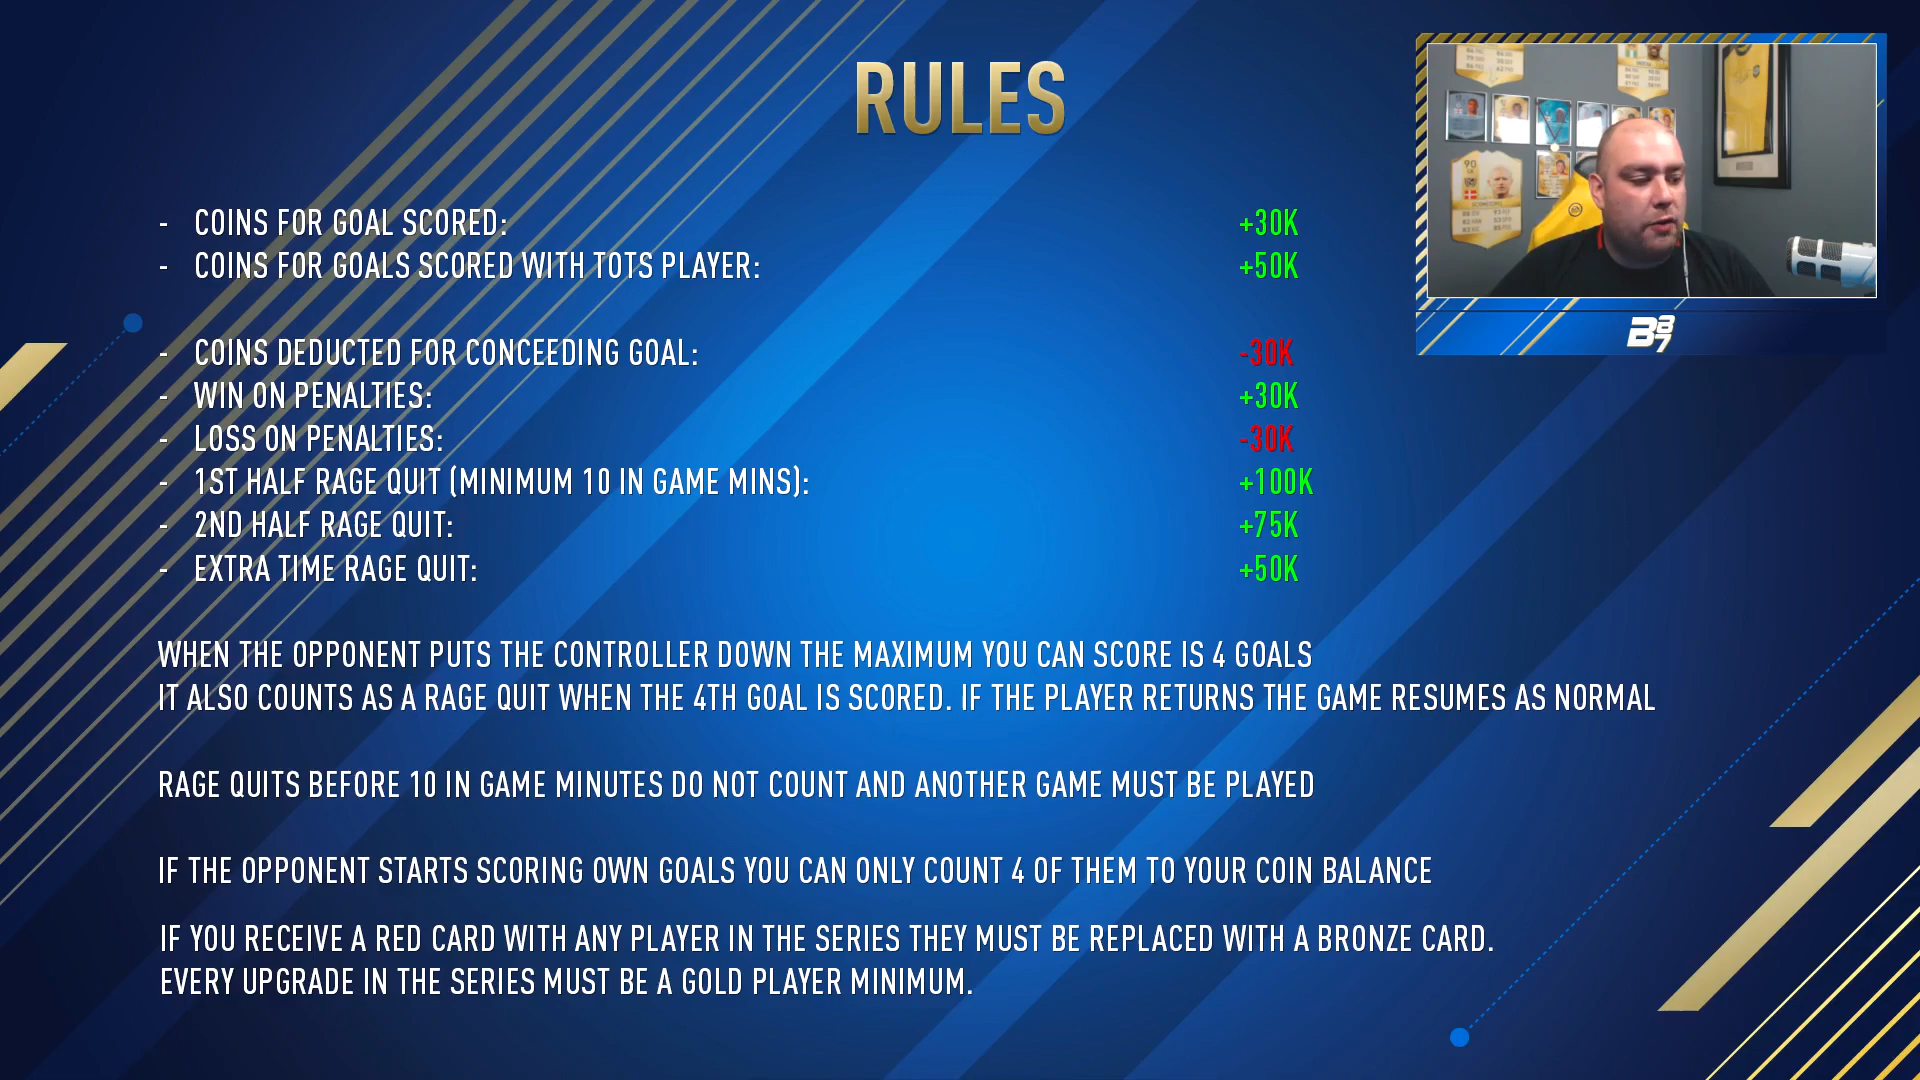 RULES
- COINS FOR GOAL SCORED: +30K
- COINS FOR GOALS SCORED WITH TOTS PLAYER: +50K
- COINS DEDUCTED FOR CONCEEDING GOAL: -30K
- WIN ON PENALTIES: +30K
- LOSS ON PENALTIES: -30K
- 1ST HALF RAGE QUIT (MINIMUM 10 IN GAME MINS): +100K
- 2ND HALF RAGE QUIT: +75K
- EXTRA TIME RAGE QUIT: +50K
WHEN THE OPPONENT PUTS THE CONTROLLER DOWN THE MAXIMUM YOU CAN SCORE IS 4 GOALS
IT ALSO COUNTS AS A RAGE QUIT WHEN THE 4TH GOAL IS SCORED. IF THE PLAYER RETURNS THE GAME RESUMES AS NORMAL
RAGE QUITS BEFORE 10 IN GAME MINUTES DO NOT COUNT AND ANOTHER GAME MUST BE PLAYED
IF THE OPPONENT STARTS SCORING OWN GOALS YOU CAN ONLY COUNT 4 OF THEM TO YOUR COIN BALANCE
IF YOU RECEIVE A RED CARD WITH ANY PLAYER IN THE SERIES THEY MUST BE REPLACED WITH A BRONZE CARD.
EVERY UPGRADE IN THE SERIES MUST BE A GOLD PLAYER MINIMUM.
90
B87